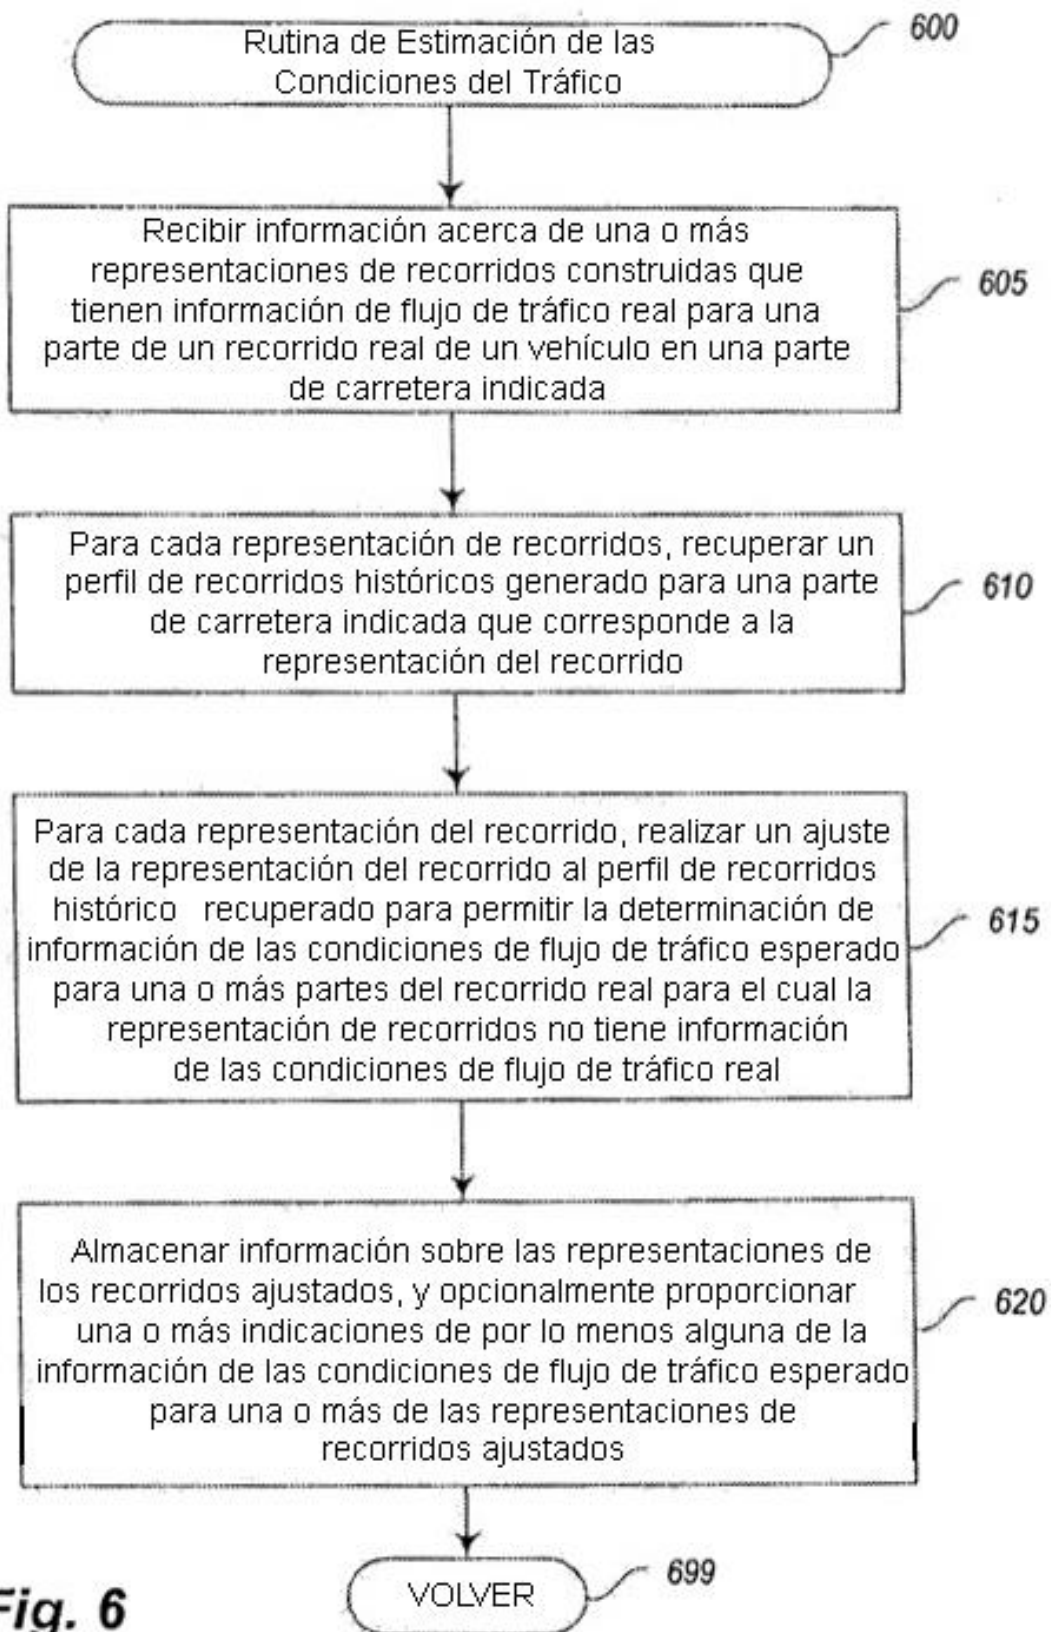 Rutina de Estimación de las
Condiciones del Tráfico
600
Recibir información acerca de una o más
representaciones de recorridos construidas que
tienen información de flujo de tráfico real para una
parte de un recorrido real de un vehículo en una parte
de carretera indicada
605
Para cada representación de recorridos, recuperar un
perfil de recorridos históricos generado para una parte
de carretera indicada que corresponde a la
representación del recorrido
610
Para cada representación del recorrido, realizar un ajuste
de la representación del recorrido al perfil de recorridos
histórico recuperado para permitir la determinación de
información de las condiciones de flujo de tráfico esperado
para una o más partes del recorrido real para el cual la
representación de recorridos no tiene información
de las condiciones de flujo de tráfico real
615
Almacenar información sobre las representaciones de
los recorridos ajustados, y opcionalmente proporcionar
una o más indicaciones de por lo menos alguna de la
información de las condiciones de flujo de tráfico esperado
para una o más de las representaciones de
recorridos ajustados
620
VOLVER
699
Fig. 6